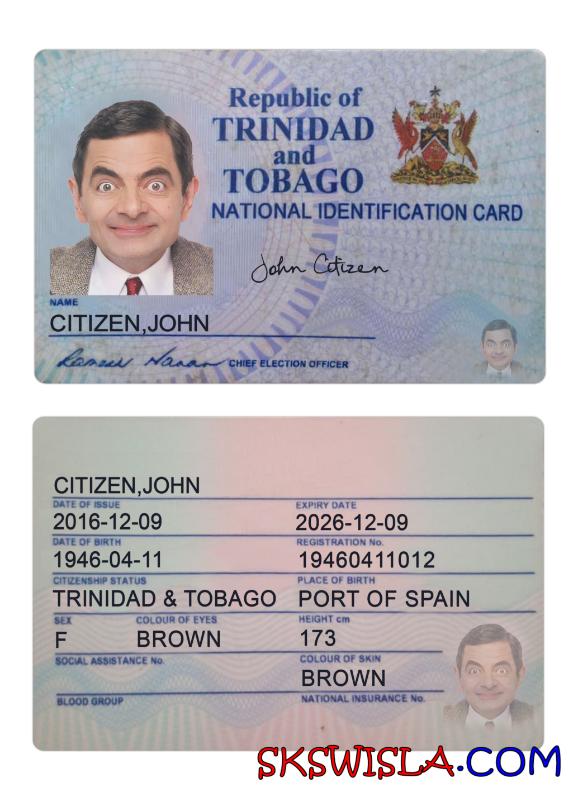 Republic of
TRINIDAD
and
TOBAGO
NATIONAL IDENTIFICATION CARD
John Citizen
NAME
CITIZEN,JOHN
CHIEF ELECTION OFFICER
CITIZEN,JOHN
DATE OF ISSUE EXPIRY DATE
2016-12-09 2026-12-09
DATE OF BIRTH REGISTRATION No.
1946-04-11 19460411012
CITIZENSHIP STATUS PLACE OF BIRTH
TRINIDAD & TOBAGO PORT OF SPAIN
SEX COLOUR OF EYES HEIGHT cm
F BROWN 173
SOCIAL ASSISTANCE No. COLOUR OF SKIN
BROWN
BLOOD GROUP NATIONAL INSURANCE No.
SKSWISLA.COM